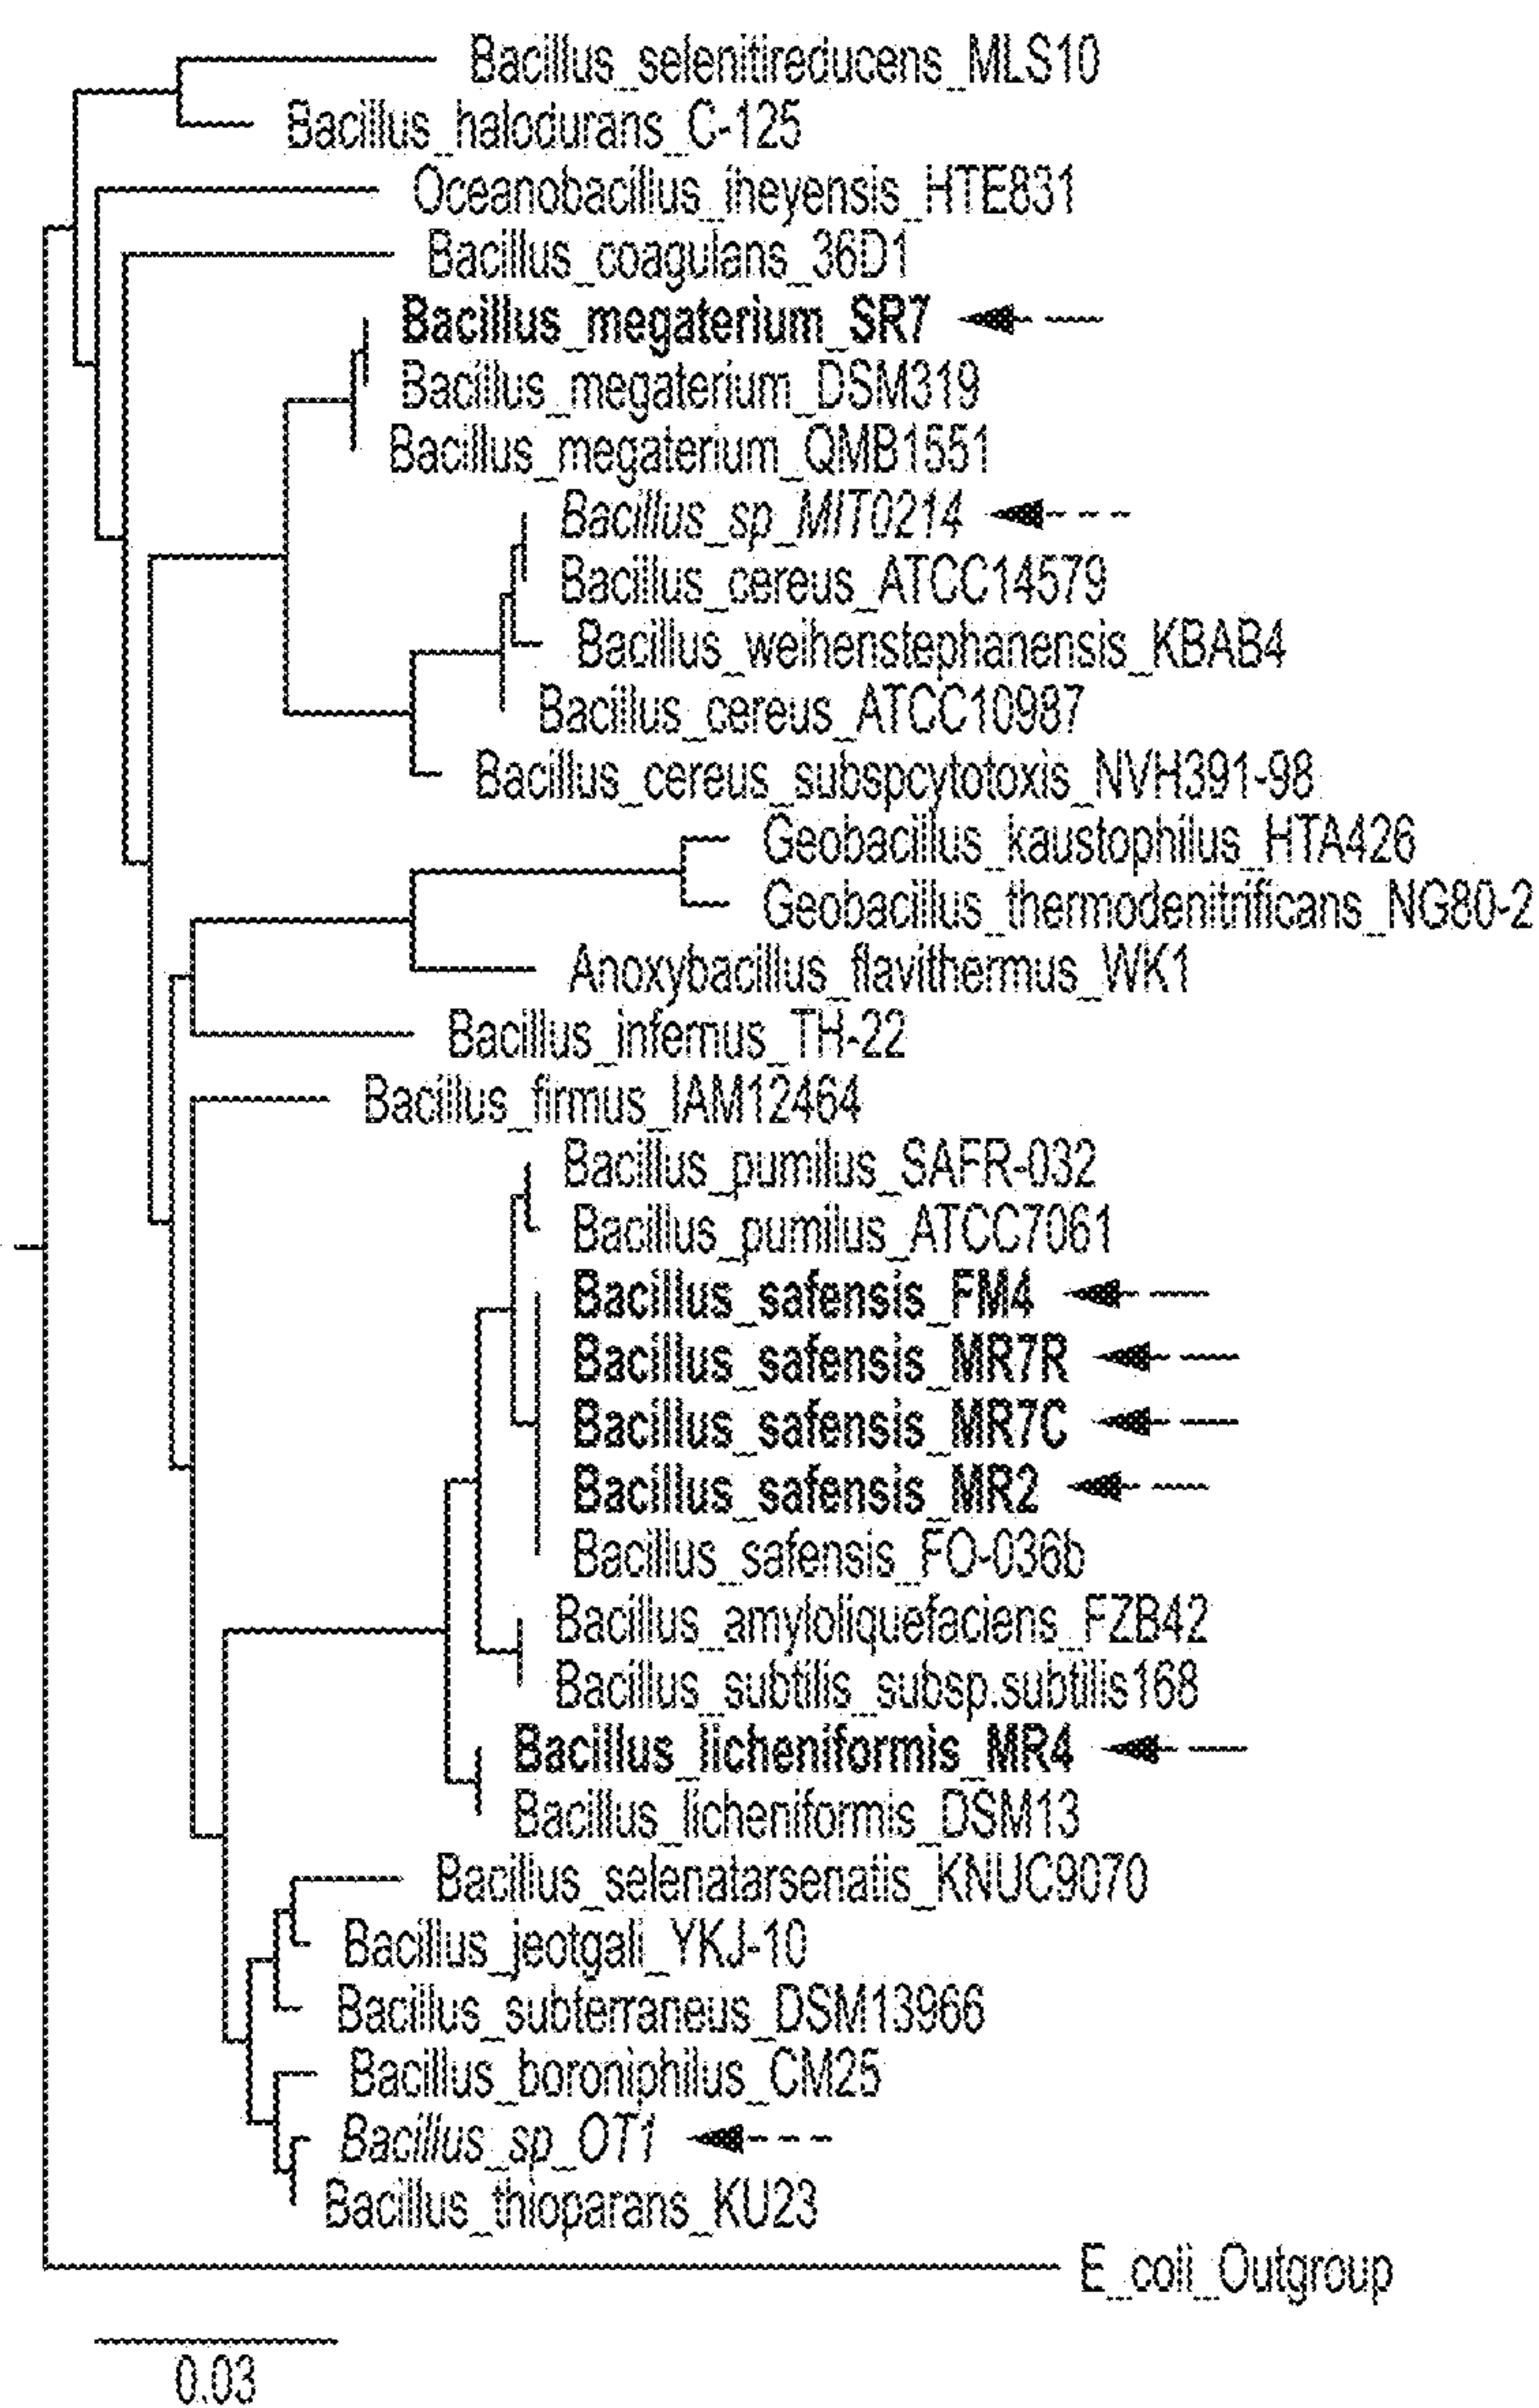 Bacillus_selenitireducens_MLS10
Bacillus_halodurans_C-125
Oceanobacillus_iheyensis_HTE831
Bacillus_coagulans_36D1
Bacillus_megaterium_SR7
Bacillus_megaterium_DSM319
Bacillus_megaterium_QMB1551
Bacillus_sp_MIT0214
Bacillus_cereus_ATCC14579
Bacillus_weihenstephanensis_KBAB4
Bacillus_cereus_ATCC10987
Bacillus_cereus_subspcytotoxis_NVH391-98
Geobacillus_kaustophilus_HTA426
Geobacillus_thermodenitrificans_NG80-2
Anoxybacillus_flavithermus_WK1
Bacillus_infernus_TH-22
Bacillus_firmus_IAM12464
Bacillus_pumilus_SAFR-032
Bacillus_pumilus_ATCC7061
Bacillus_safensis_FM4
Bacillus_safensis_MR7R
Bacillus_safensis_MR7C
Bacillus_safensis_MR2
Bacillus_safensis_FO-036b
Bacillus_amyloliquefaciens_FZB42
Bacillus_subtilis_subsp.subtilis168
Bacillus_licheniformis_MR4
Bacillus_licheniformis_DSM13
Bacillus_selenatarsenatis_KNUC9070
Bacillus_jeotgali_YKJ-10
Bacillus_subterraneus_DSM13966
Bacillus_boroniphilus_CM25
Bacillus_sp_OT1
Bacillus_thioparans_KU23
E_coli_Outgroup
0.03